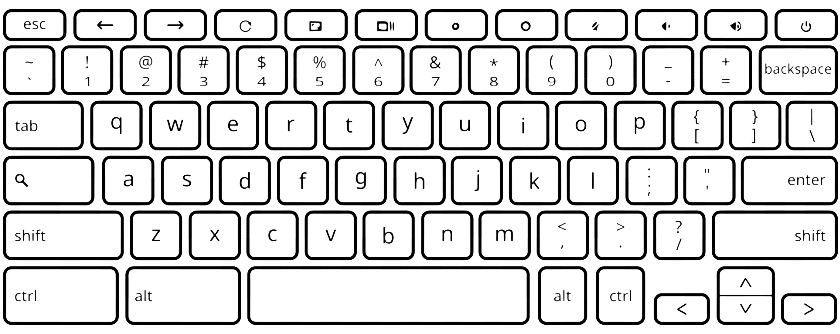 esc ← →
~ ! @ # $ % ^ & * ( ) _ +
` 1 2 3 4 5 6 7 8 9 0 - = backspace
tab q w e r t y u i o p { } |
[ ] \
a s d f g h j k l : " enter
; '
shift z x c v b n m < > ? shift
, . /
ctrl alt alt ctrl < ^ v >